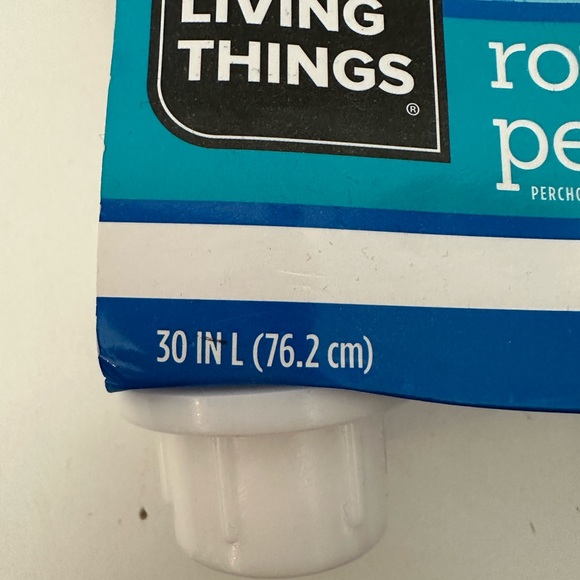 LIVING
THINGS®
ro
pe
PERCHO
30 IN L (76.2 cm)